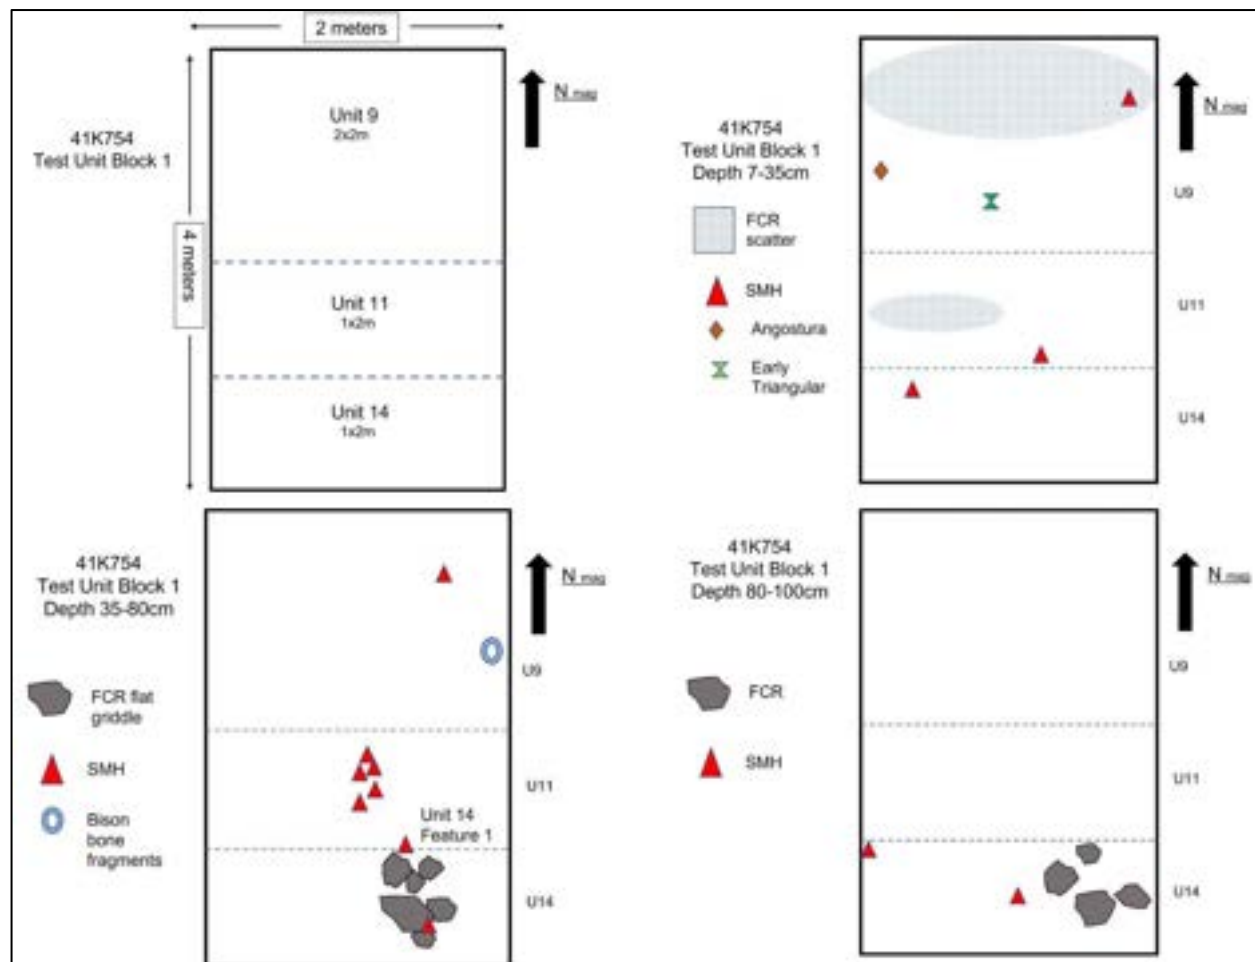 2 meters
4 meters
41K754
Test Unit Block 1
Unit 9
2x2m
Unit 11
1x2m
Unit 14
1x2m
N mag
41K754
Test Unit Block 1
Depth 7-35cm
FCR
scatter
SMH
Angostura
Early
Triangular
N mag
U9
U11
U14
41K754
Test Unit Block 1
Depth 35-80cm
FCR flat
griddle
SMH
Bison
bone
fragments
Unit 14
Feature 1
N mag
U9
U11
U14
41K754
Test Unit Block 1
Depth 80-100cm
FCR
SMH
N mag
U9
U11
U14